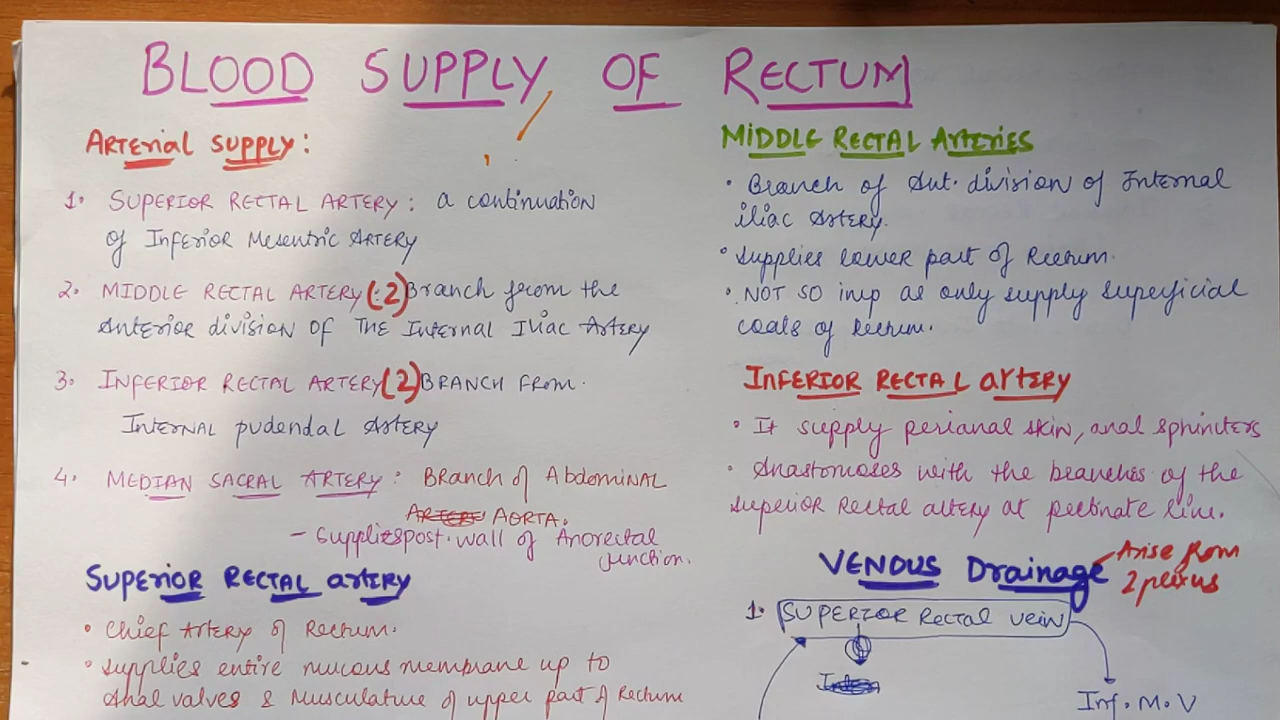 BLOOD SUPPLY OF RECTUM
ARTERIAL SUPPLY:
1. SUPERIOR RECTAL ARTERY: a continuation
of Inferior Mesentric ARTERY
2. MIDDLE RECTAL ARTERY (2) Branch from the
Anterior division OF THE Internal Iliac Artery
3. INFERIOR RECTAL ARTERY (2) BRANCH FROM.
Internal pudendal Artery
4. MEDIAN SACRAL ARTERY: Branch of Abdominal
AORTA.
- Supplies post. wall of Anorectal
junction.
SUPERIOR RECTAL ARTERY
• Chief Artery of Rectum.
• Supplies entire mucous membrane up to
Anal valves & Musculature of upper part of Rectum
MIDDLE RECTAL ARTERIES
• Branch of Ant. division of Internal
iliac Artery.
• Supplies lower part of Rectum.
• NOT so imp as only supply superficial
coats of Rectum.
INFERIOR RECTAL ARTERY
• It supply perianal skin, anal sphincters
• Anastomoses with the branches of the
superior Rectal artery at pectinate line.
VENOUS Drainage
Arise from
2 plexus
1. SUPERIOR Rectal vein
Inf. M. V